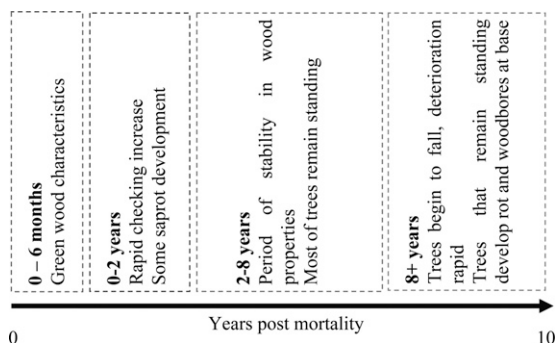 0 – 6 months
Green wood characteristics
0-2 years
Rapid checking increase
Some saprot development
2-8 years
Period of stability in wood
properties
Most of trees remain standing
8+ years
Trees begin to fall, deterioration
rapid
Trees that remain standing
develop rot and woodbores at base
0
Years post mortality
10